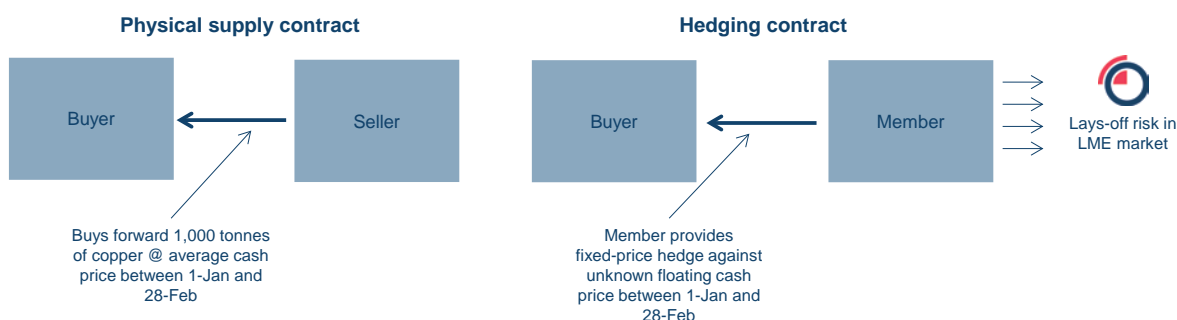 Physical supply contract
Hedging contract
Buyer
Seller
Buyer
Member
Lays-off risk in
LME market
Buys forward 1,000 tonnes
of copper @ average cash
price between 1-Jan and
28-Feb
Member provides
fixed-price hedge against
unknown floating cash
price between 1-Jan and
28-Feb